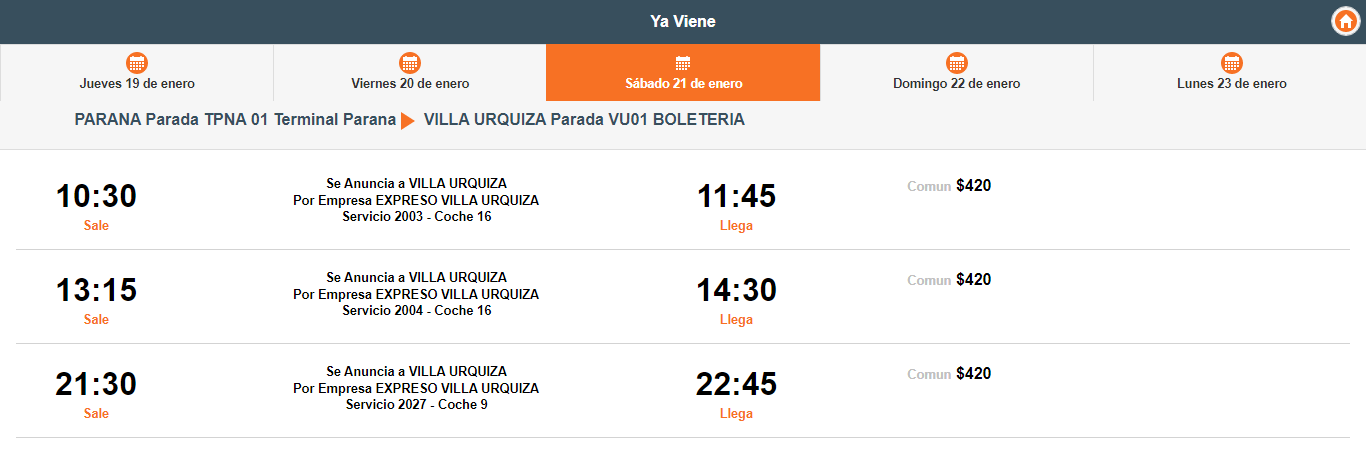 Ya Viene
Jueves 19 de enero
Viernes 20 de enero
Sábado 21 de enero
Domingo 22 de enero
Lunes 23 de enero
PARANA Parada TPNA 01 Terminal Parana VILLA URQUIZA Parada VU01 BOLETERIA
10:30
Sale
Se Anuncia a VILLA URQUIZA
Por Empresa EXPRESO VILLA URQUIZA
Servicio 2003 - Coche 16
11:45
Llega
Comun $420
13:15
Sale
Se Anuncia a VILLA URQUIZA
Por Empresa EXPRESO VILLA URQUIZA
Servicio 2004 - Coche 16
14:30
Llega
Comun $420
21:30
Sale
Se Anuncia a VILLA URQUIZA
Por Empresa EXPRESO VILLA URQUIZA
Servicio 2027 - Coche 9
22:45
Llega
Comun $420